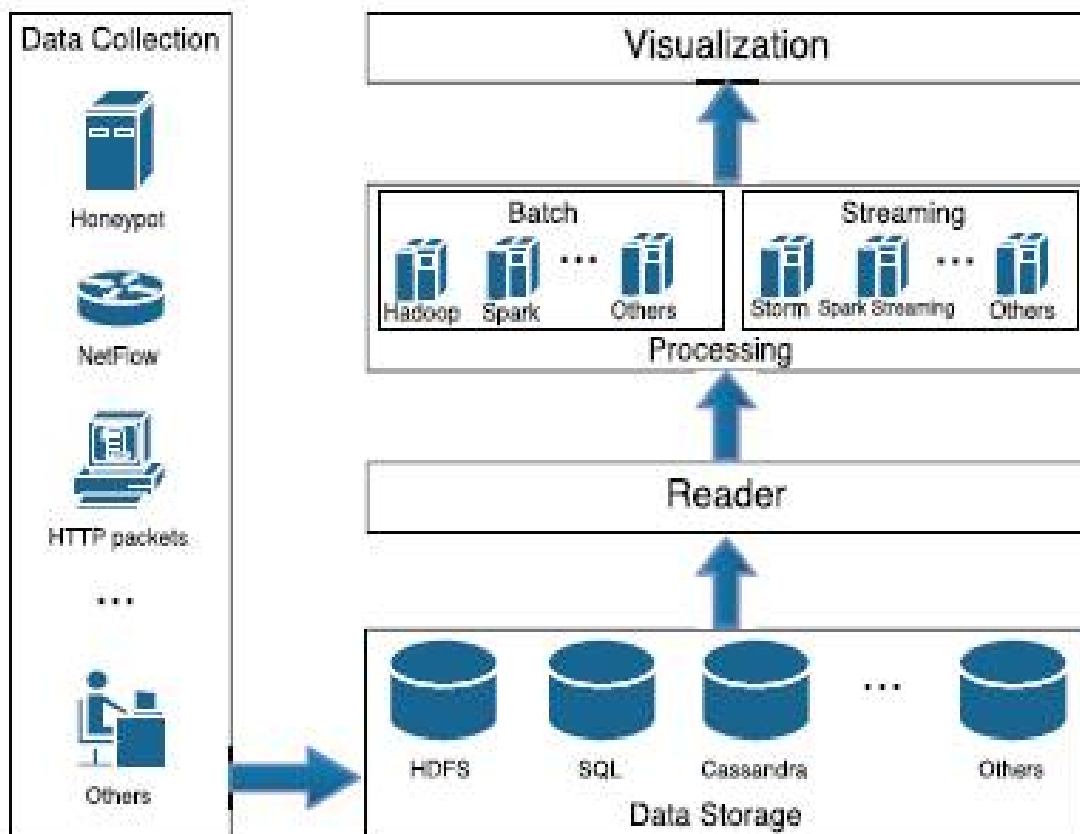 Data Collection
Honeypot
NetFlow
HTTP packets
...
Others
Visualization
Batch
Hadoop Spark ... Others
Streaming
Storm Spark Streaming ... Others
Processing
Reader
HDFS SQL Cassandra ... Others
Data Storage